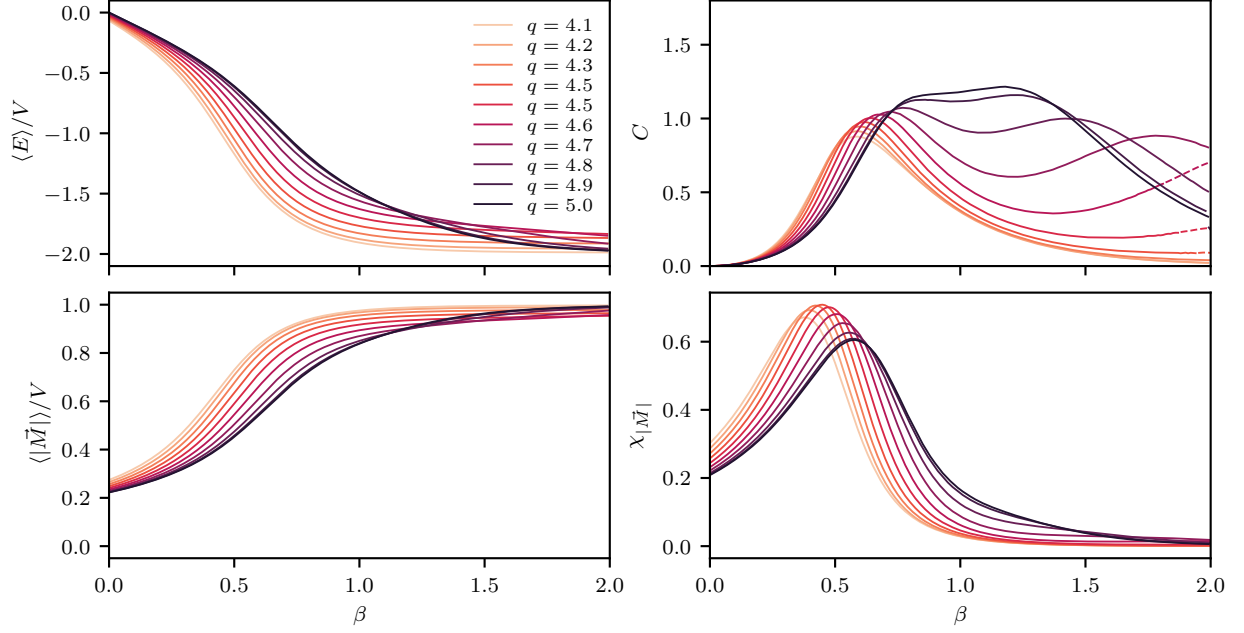 0.0
−0.5
−1.0
−1.5
−2.0
⟨E⟩/V
q = 4.1
q = 4.2
q = 4.3
q = 4.5
q = 4.5
q = 4.6
q = 4.7
q = 4.8
q = 4.9
q = 5.0
1.5
1.0
0.5
0.0
C
1.0
0.8
0.6
0.4
0.2
0.0
⟨|M⃗|⟩/V
0.0 0.5 1.0 1.5 2.0
β
0.6
0.4
0.2
0.0
χ|M⃗|
0.0 0.5 1.0 1.5 2.0
β